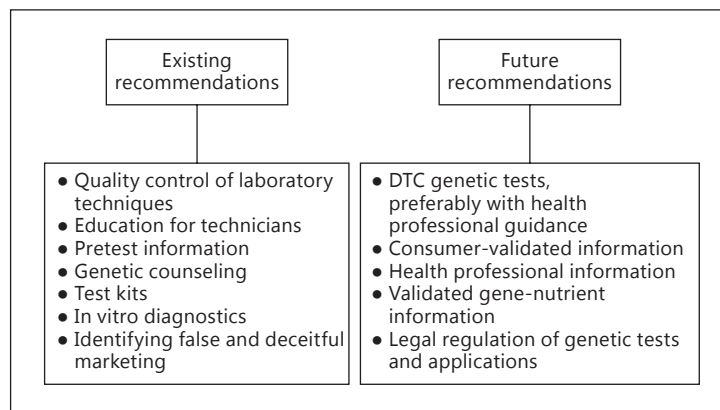 Existing
recommendations
● Quality control of laboratory
techniques
● Education for technicians
● Pretest information
● Genetic counseling
● Test kits
● In vitro diagnostics
● Identifying false and deceitful
marketing
Future
recommendations
● DTC genetic tests,
preferably with health
professional guidance
● Consumer-validated information
● Health professional information
● Validated gene-nutrient
information
● Legal regulation of genetic tests
and applications